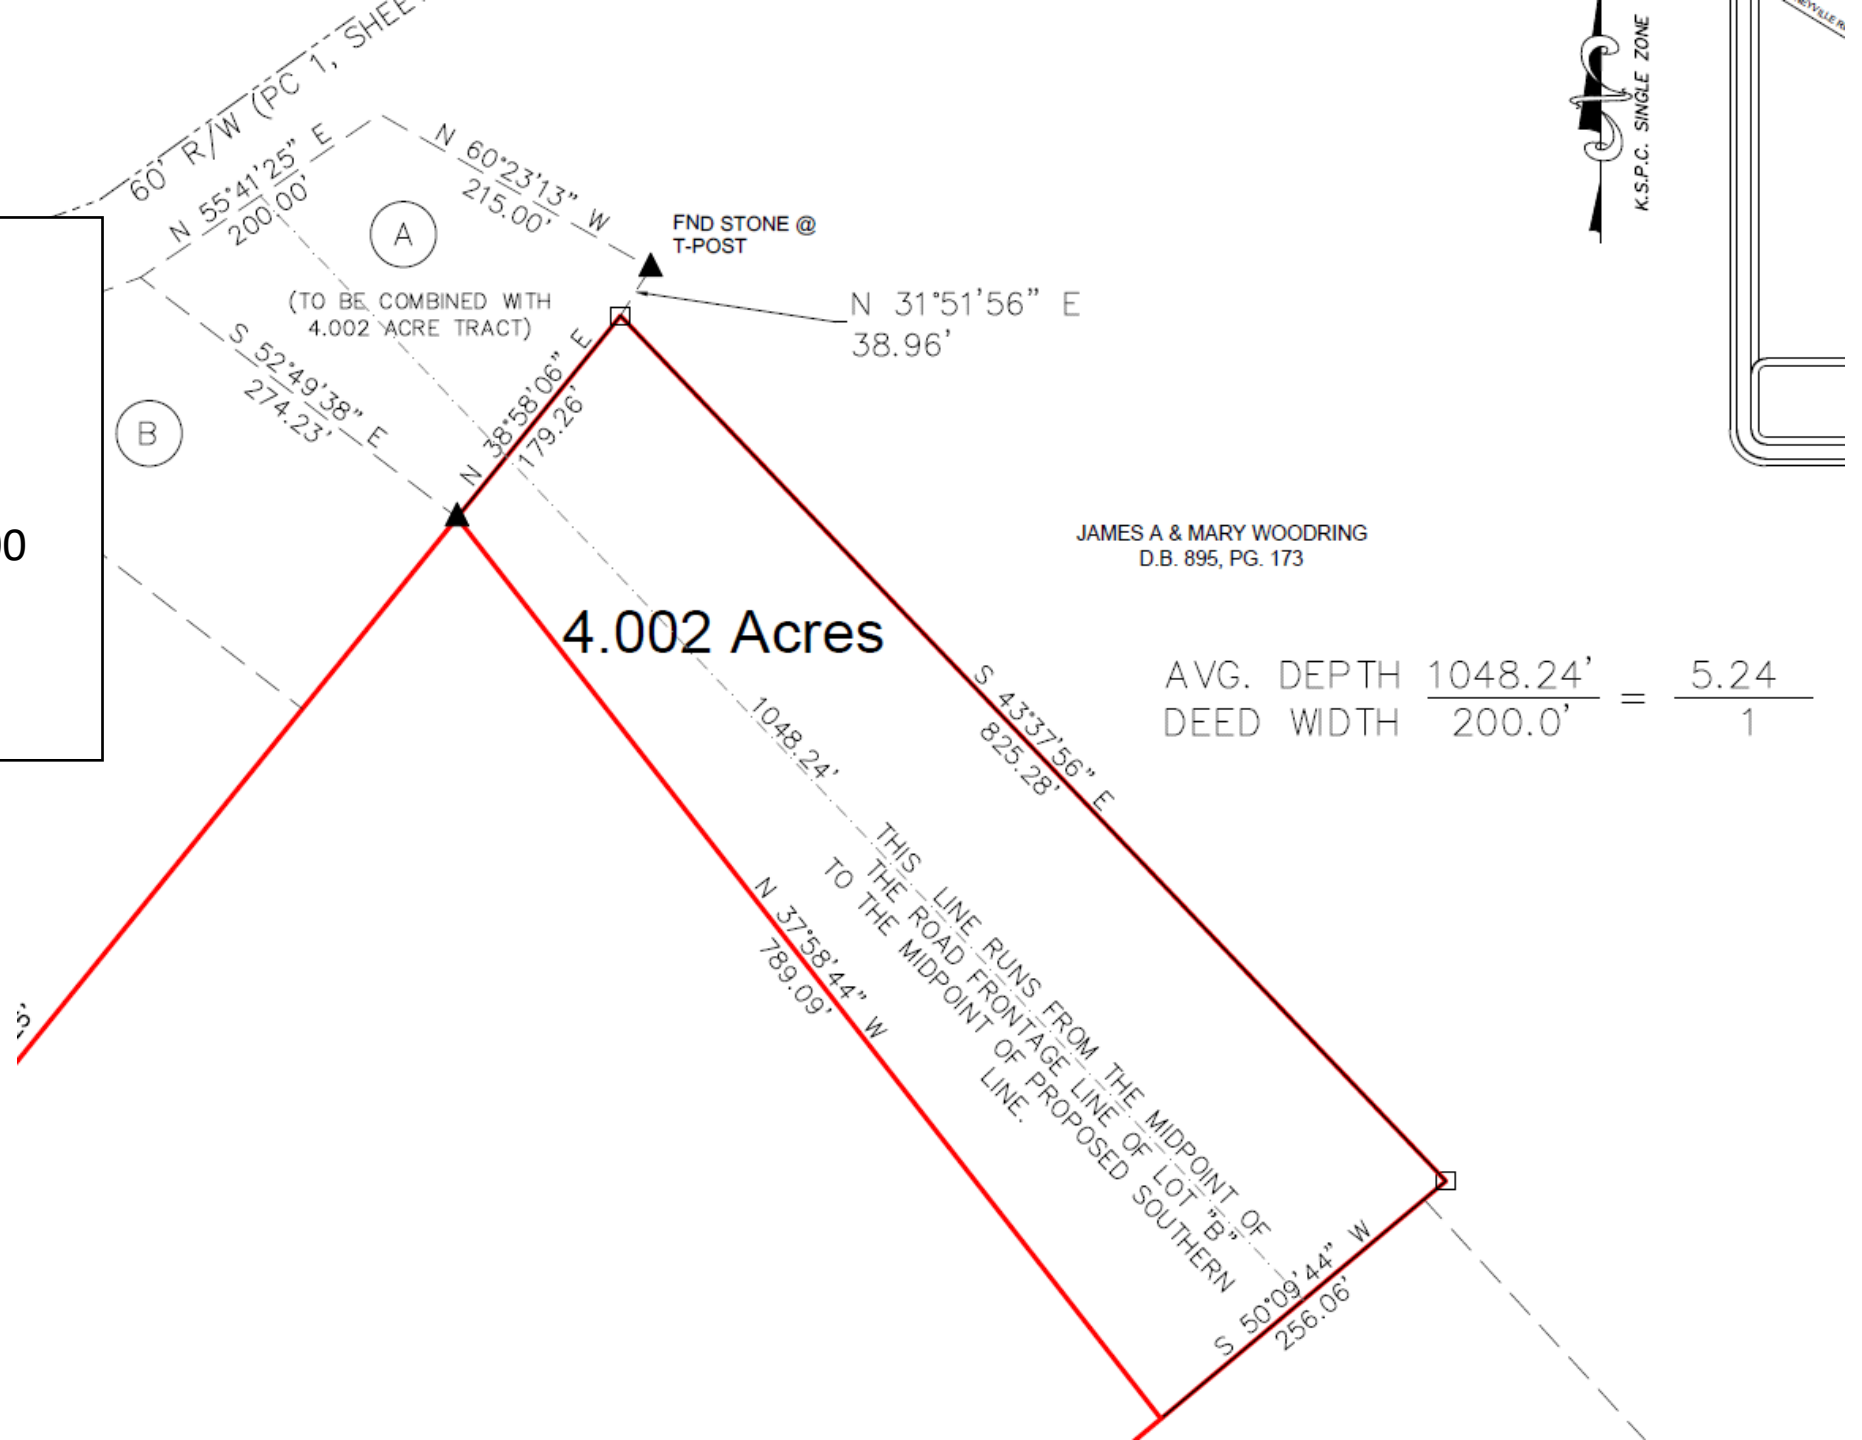 60' R/W (PC 1, SHEE
N 55°41'25" E
200.00'
N 60°23'13" W
215.00'
A
FND STONE @
T-POST
(TO BE COMBINED WITH
4.002 ACRE TRACT)
N 31°51'56" E
38.96'
K.S.P.C. SINGLE ZONE
S 52°49'38" E
274.23'
B
N 38°58'06" E
179.26'
00
JAMES A & MARY WOODRING
D.B. 895, PG. 173
4.002 Acres
AVG. DEPTH 1048.24' = 5.24
DEED WIDTH 200.0' 1
S 43°37'56" E
825.28'
1048.24'
THIS LINE RUNS FROM THE MIDPOINT OF
THE ROAD FRONTAGE LINE OF LOT "B"
TO THE MIDPOINT OF PROPOSED SOUTHERN
LINE.
N 37°58'44" W
789.09'
S 50°09'44" W
256.06'